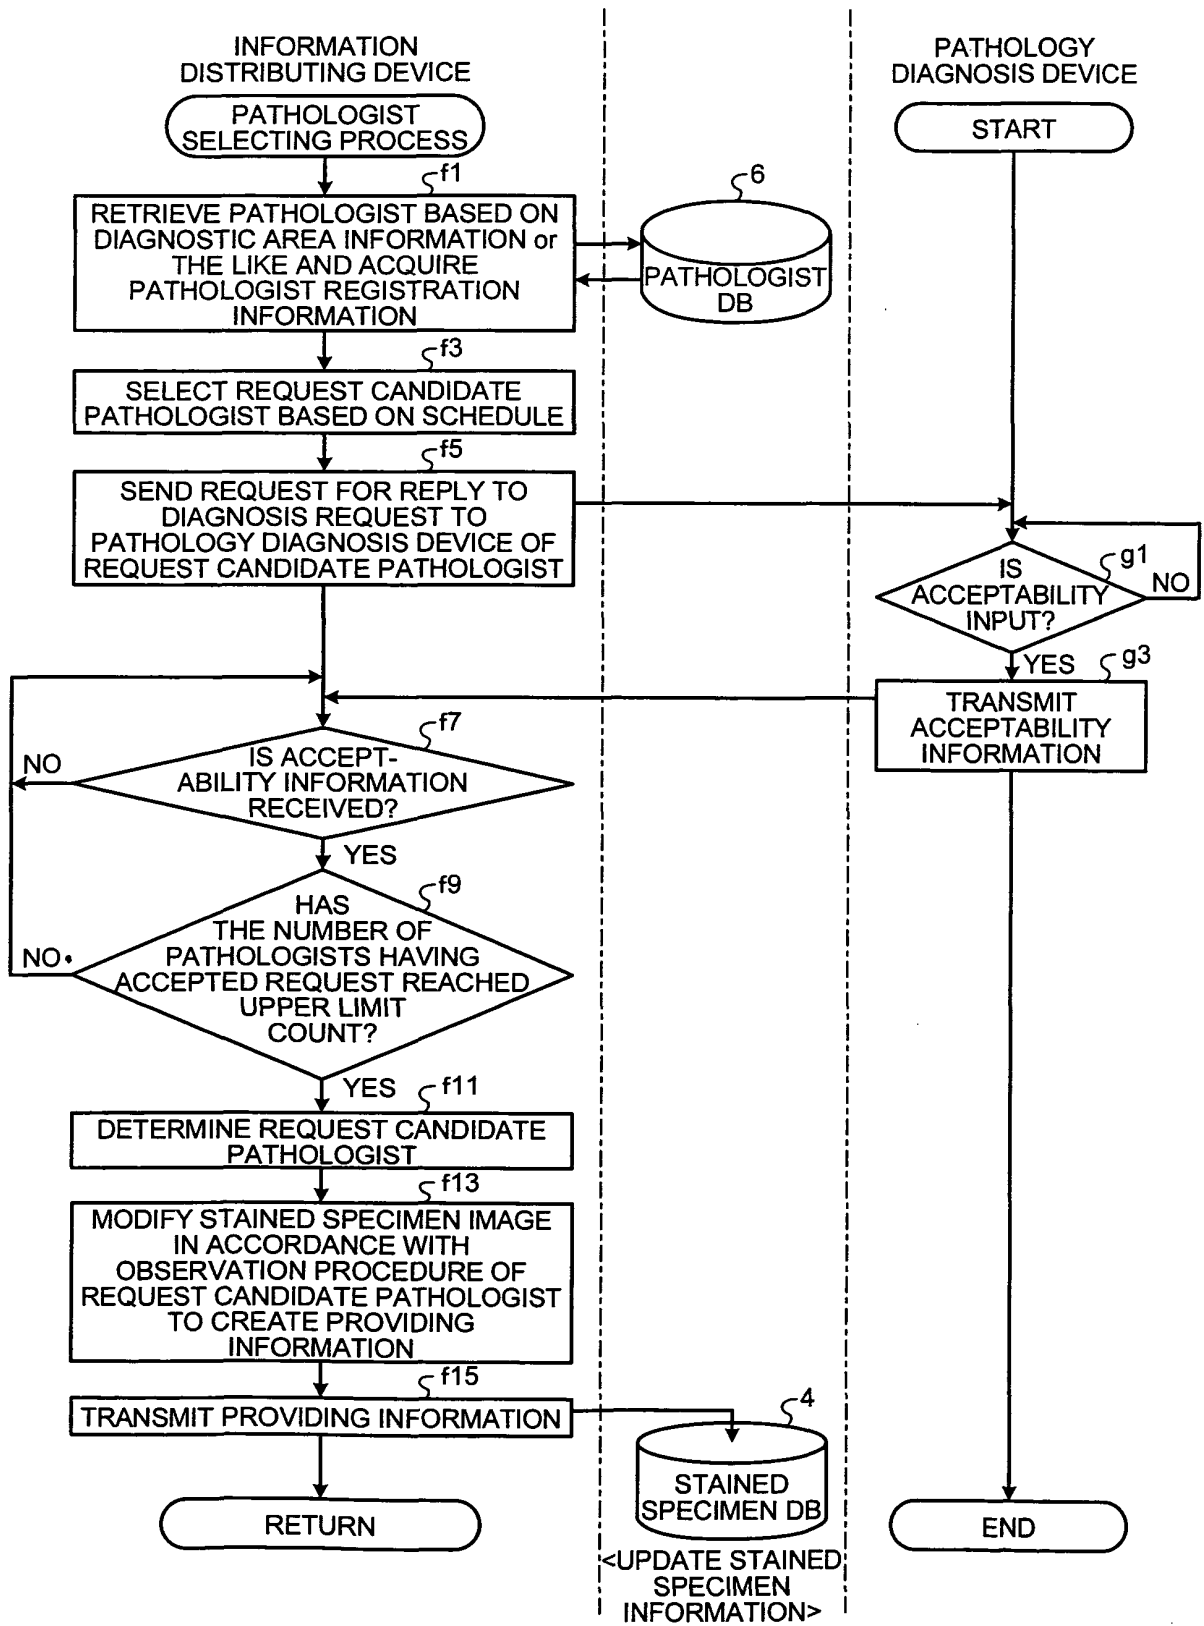 INFORMATION
DISTRIBUTING DEVICE
PATHOLOGY
DIAGNOSIS DEVICE
PATHOLOGIST
SELECTING PROCESS
START
f1
RETRIEVE PATHOLOGIST BASED ON
DIAGNOSTIC AREA INFORMATION or
THE LIKE AND ACQUIRE
PATHOLOGIST REGISTRATION
INFORMATION
6
PATHOLOGIST
DB
f3
SELECT REQUEST CANDIDATE
PATHOLOGIST BASED ON SCHEDULE
f5
SEND REQUEST FOR REPLY TO
DIAGNOSIS REQUEST TO
PATHOLOGY DIAGNOSIS DEVICE OF
REQUEST CANDIDATE PATHOLOGIST
g1
IS
ACCEPTABILITY
INPUT?
NO
YES
g3
TRANSMIT
ACCEPTABILITY
INFORMATION
f7
IS ACCEPT-
ABILITY INFORMATION
RECEIVED?
NO
YES
f9
HAS
THE NUMBER OF
PATHOLOGISTS HAVING
ACCEPTED REQUEST REACHED
UPPER LIMIT
COUNT?
NO
YES
f11
DETERMINE REQUEST CANDIDATE
PATHOLOGIST
f13
MODIFY STAINED SPECIMEN IMAGE
IN ACCORDANCE WITH
OBSERVATION PROCEDURE OF
REQUEST CANDIDATE PATHOLOGIST
TO CREATE PROVIDING
INFORMATION
f15
TRANSMIT PROVIDING INFORMATION
4
STAINED
SPECIMEN DB
<UPDATE STAINED
SPECIMEN
INFORMATION>
RETURN
END